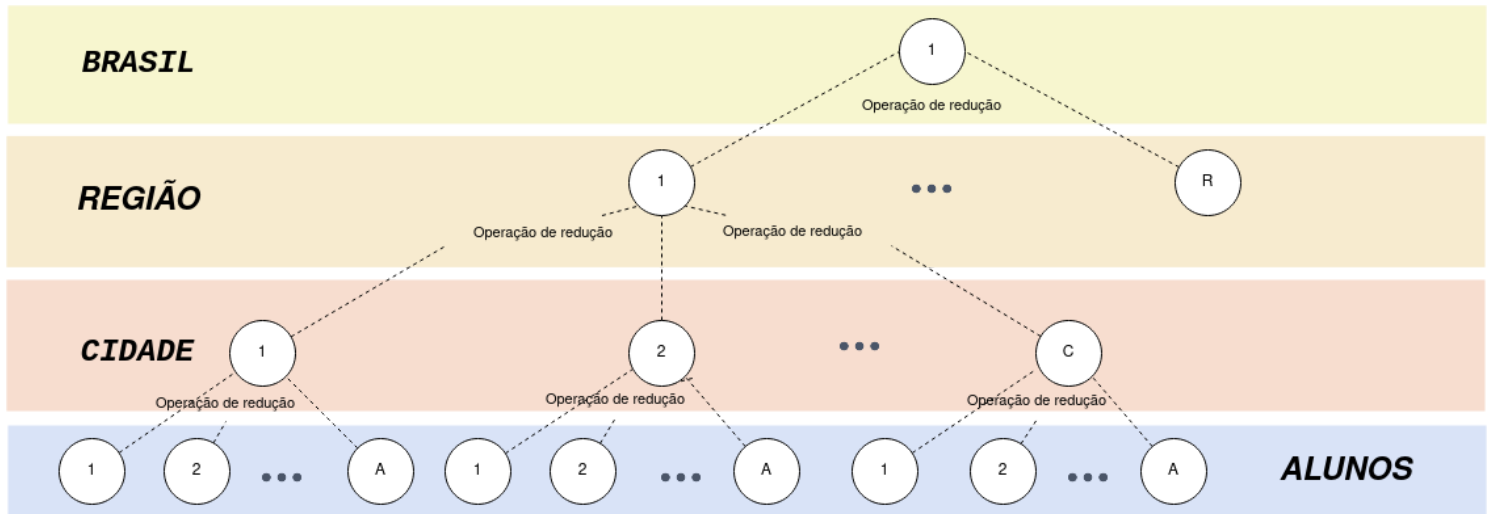 BRASIL
1
Operação de redução
REGIÃO
1
R
Operação de redução
Operação de redução
CIDADE
1
2
C
Operação de redução
Operação de redução
Operação de redução
1
2
A
1
2
A
1
2
A
ALUNOS